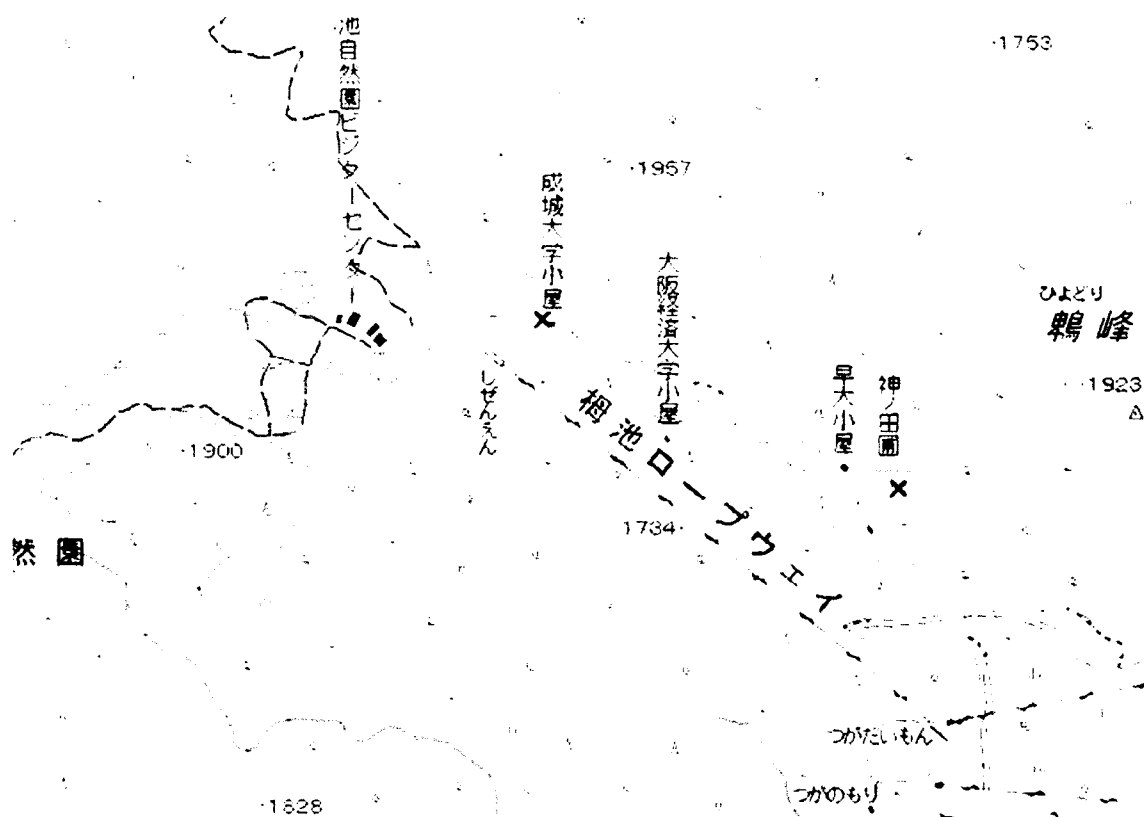 池自然園ビジターセンター
·1753
·1957
成城大学小屋
大阪経済大学小屋
ひよどり
鵯峰
·1923
早大小屋
神ノ田圃
しぜんえん
栂池ロープウェイ
·1900
1734·
然園
つがだいもん
つがのもり
·1628